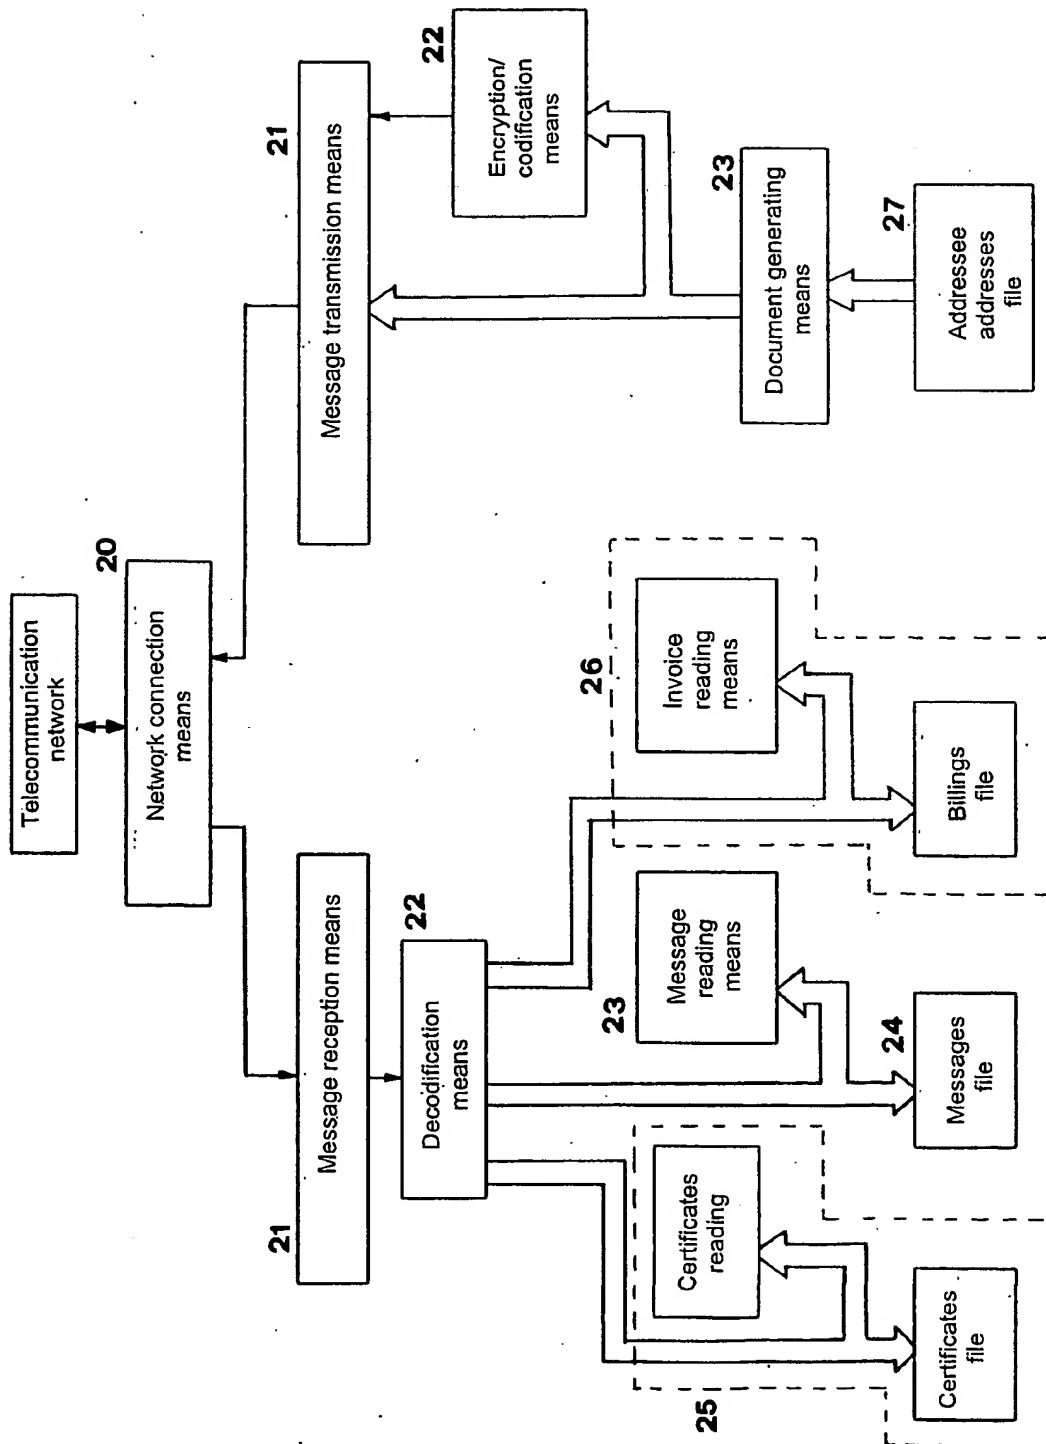 Telecommunication
network
20
Network connection
means
21
Message reception means
21
Message transmission means
22
Decodification
means
22
Encryption/
codification
means
25
Certificates
reading
Certificates
file
23
Message
reading
means
24
Messages
file
26
Invoice
reading
means
Billings
file
23
Document generating
means
27
Addressee
addresses
file